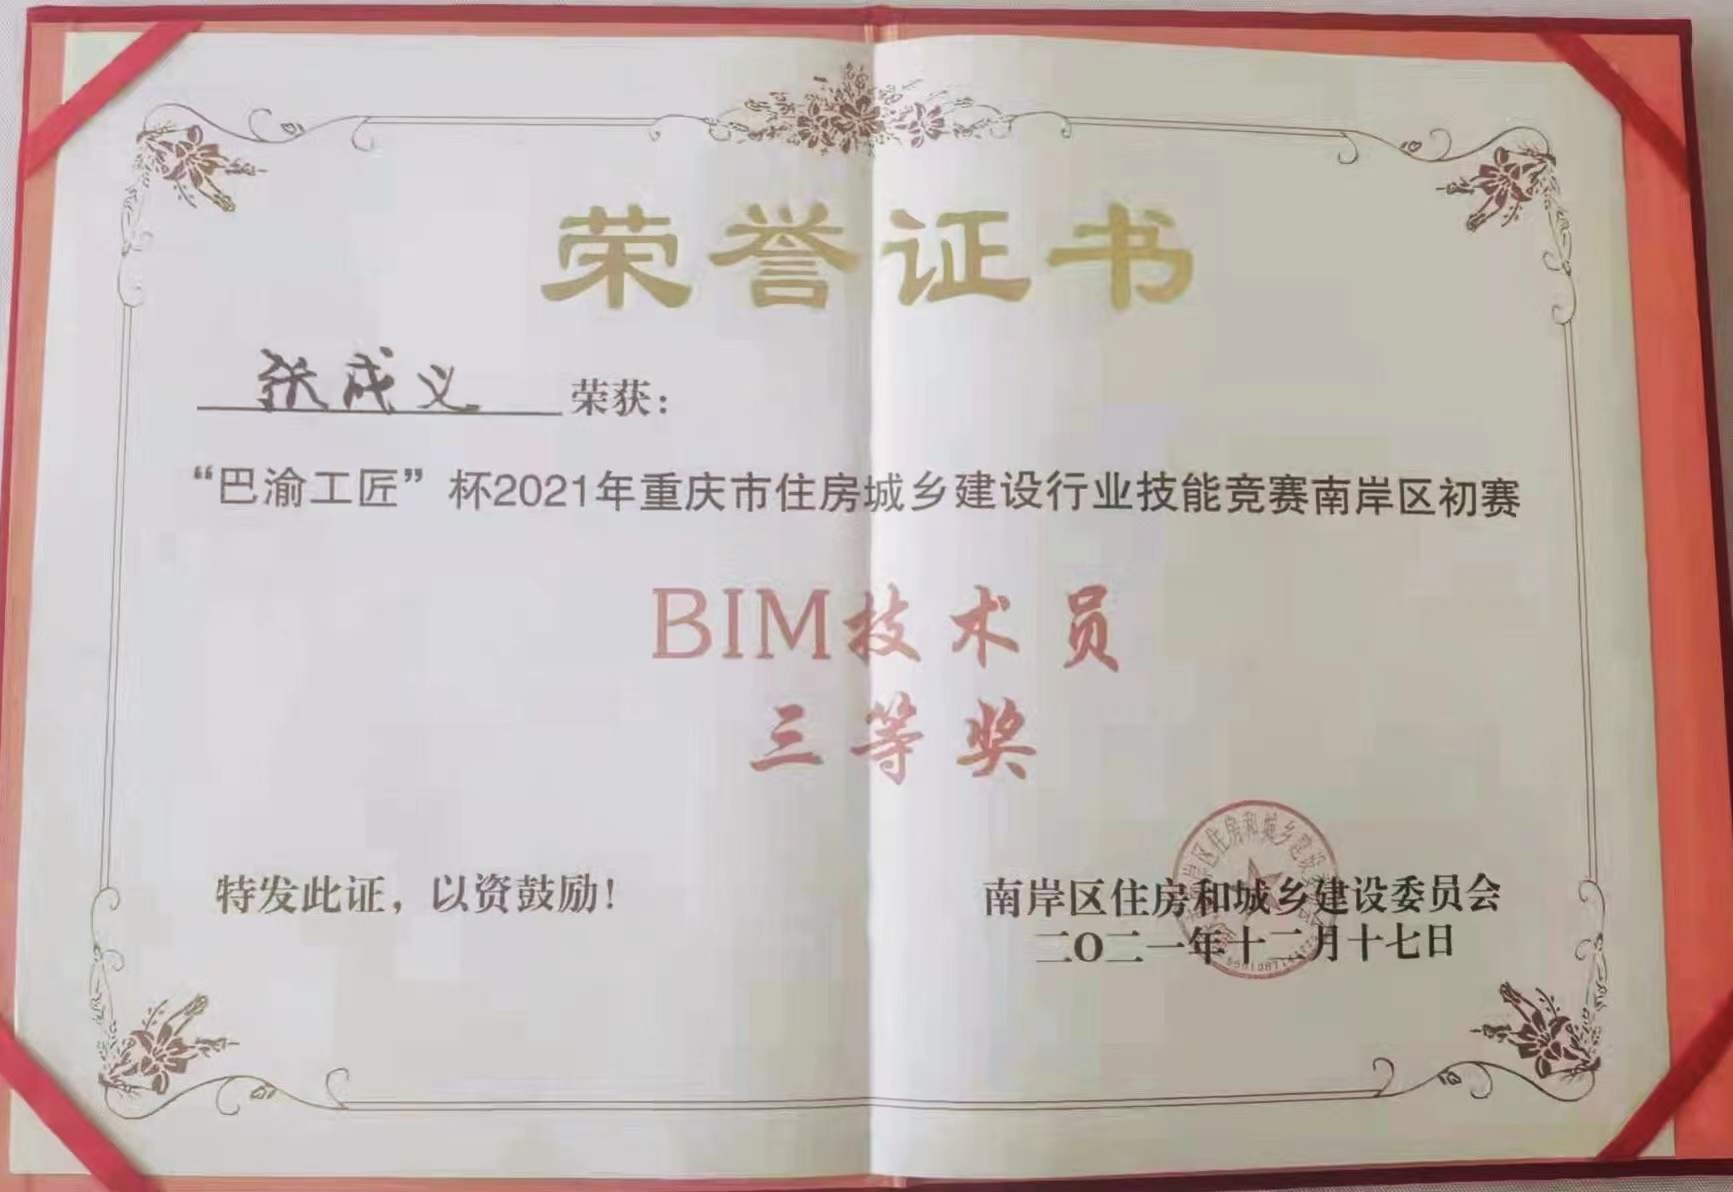 荣誉证书
张成义 荣获：
“巴渝工匠”杯2021年重庆市住房城乡建设行业技能竞赛南岸区初赛
BIM技术员
三等奖
特发此证，以资鼓励！
南岸区住房和城乡建设委员会
二〇二一年十二月十七日